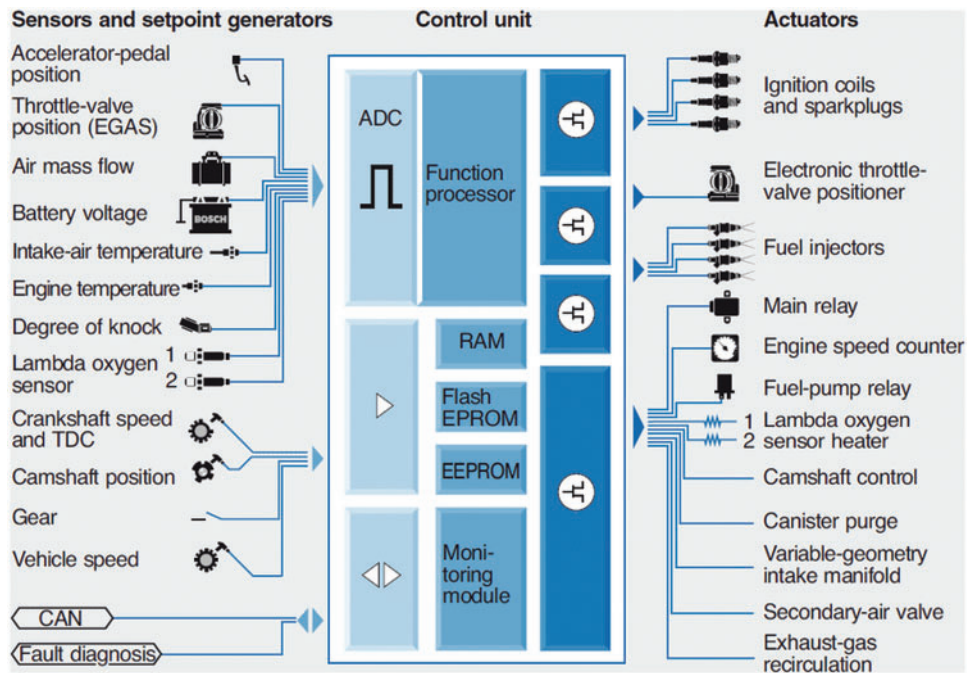 Sensors and setpoint generators
Control unit
Actuators
Accelerator-pedal
position
Throttle-valve
position (EGAS)
Air mass flow
Battery voltage
BOSCH
Intake-air temperature
Engine temperature
Degree of knock
Lambda oxygen
sensor
1
2
Crankshaft speed
and TDC
Camshaft position
Gear
Vehicle speed
CAN
Fault diagnosis
ADC
Function
processor
RAM
Flash
EPROM
EEPROM
Moni-
toring
module
Ignition coils
and sparkplugs
Electronic throttle-
valve positioner
Fuel injectors
Main relay
Engine speed counter
Fuel-pump relay
1 Lambda oxygen
2 sensor heater
Camshaft control
Canister purge
Variable-geometry
intake manifold
Secondary-air valve
Exhaust-gas
recirculation